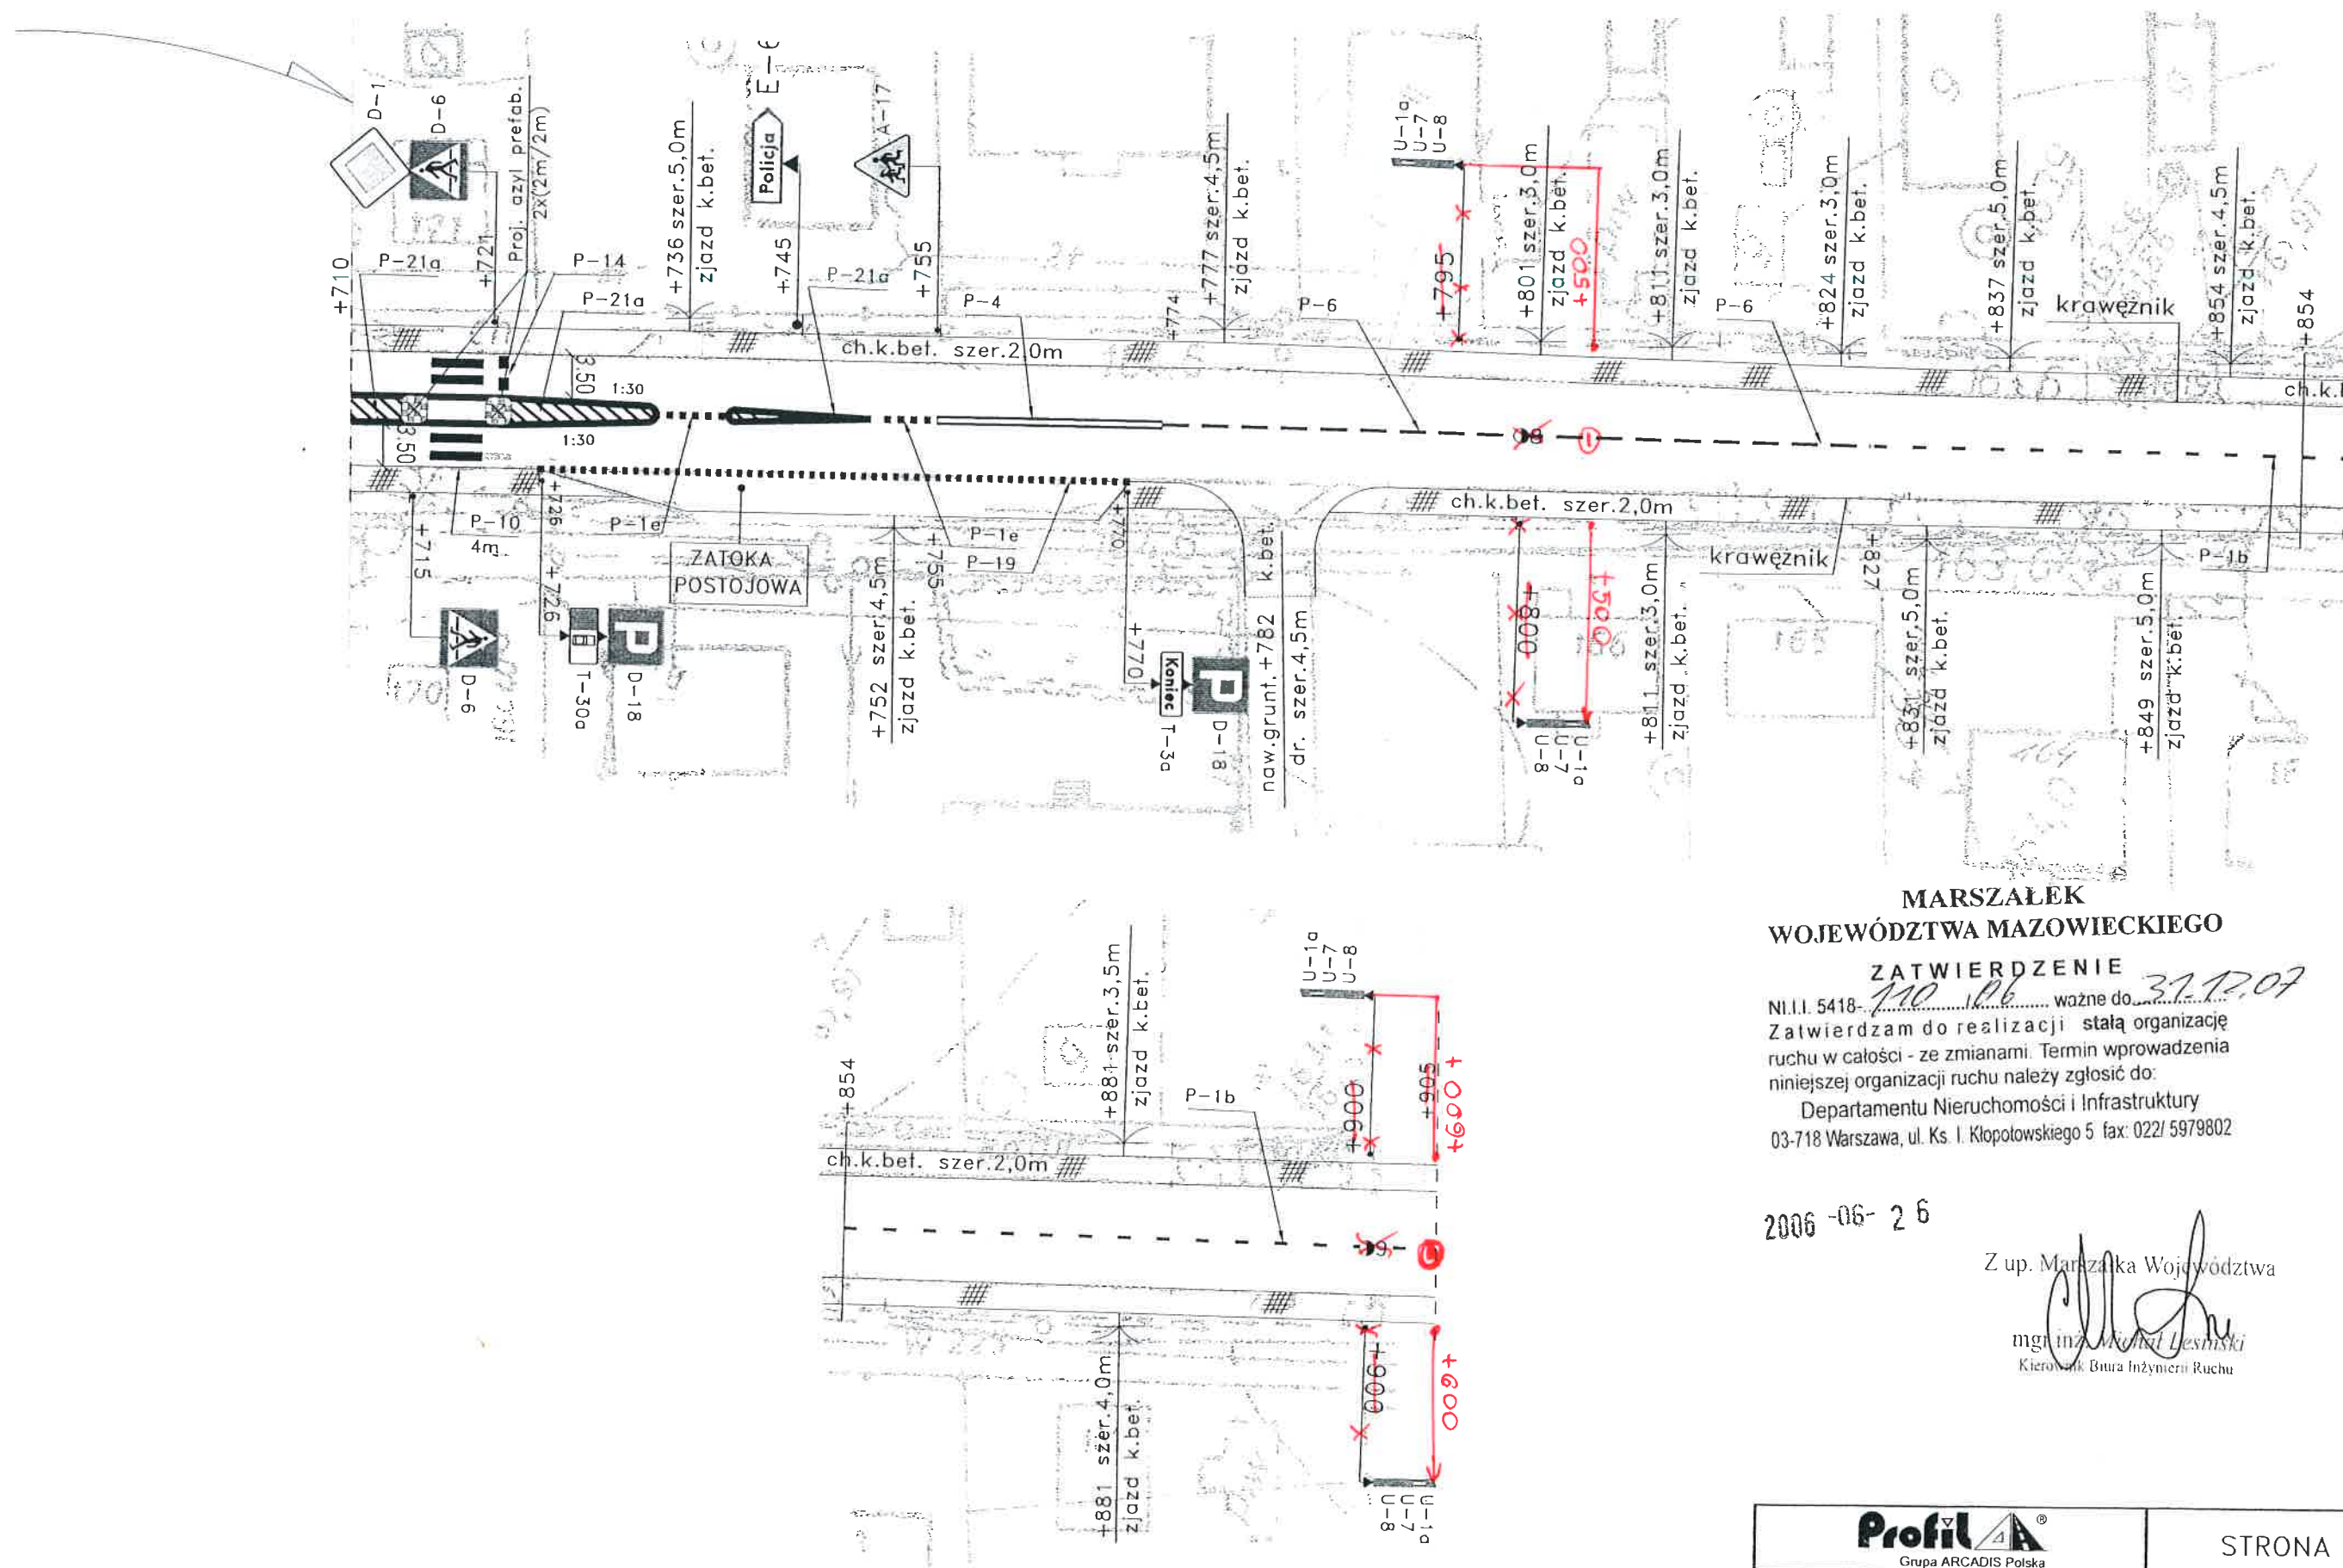 D-1
D-6
Proj. azyl prefab.
2x(2m/2m)
+710
P-21a
+721
P-14
P-21a
+736 szer.5,0m
zjazd k.bet.
E-6
Policja
+745
A-17
P-21a
+755
P-4
+774
+777 szer.4,5m
zjazd k.bet.
P-6
U-1a
U-7
U-8
+795
+801 szer.3,0m
zjazd k.bet.
+500
+811 szer.3,0m
zjazd k.bet.
P-6
+824 szer.3,0m
zjazd k.bet.
+837 szer.5,0m
zjazd k.bet.
krawężnik
+854 szer.4,5m
zjazd k.bet.
+854
ch.k.bet. szer.2,0m
3.50
1:30
3.50
1:30
8
ch.k.
+715
P-10
4m
+726
+726
P-1e
ZATOKA
POSTOJOWA
+752 szer.4,5m
zjazd k.bet.
+755
P-1e
P-19
+770
+770
D-6
T-30a
P
D-18
Koniec
T-3a
P
D-18
naw.grunt. +782 k.bet.
dr. szer.4,5m
ch.k.bet. szer.2,0m
+800
+500
U-1a
U-7
U-8
+811 szer.3,0m
zjazd k.bet.
krawężnik
+827
+831 szer.5,0m
zjazd k.bet.
164
+849 szer.5,0m
zjazd k.bet.
P-1b
+854
+881 szer.3,5m
zjazd k.bet.
P-1b
U-1a
U-7
U-8
+900
+905
+600
ch.k.bet. szer.2,0m
9
+881 szer.4,0m
zjazd k.bet.
+900
+600
U-1a
U-7
U-8
MARSZAŁEK
WOJEWÓDZTWA MAZOWIECKIEGO
ZATWIERDZENIE
NI.I.I. 5418- 110 / 06 ważne do 31.12.07
Zatwierdzam do realizacji stałą organizację
ruchu w całości - ze zmianami. Termin wprowadzenia
niniejszej organizacji ruchu należy zgłosić do:
Departamentu Nieruchomości i Infrastruktury
03-718 Warszawa, ul. Ks. I. Kłopotowskiego 5 fax: 022/ 5979802
2006 -06- 26
Z up. Marszałka Województwa
mgr inż. Michał Lesiński
Kierownik Biura Inżynierii Ruchu
Profil ®
Grupa ARCADIS Polska
STRONA